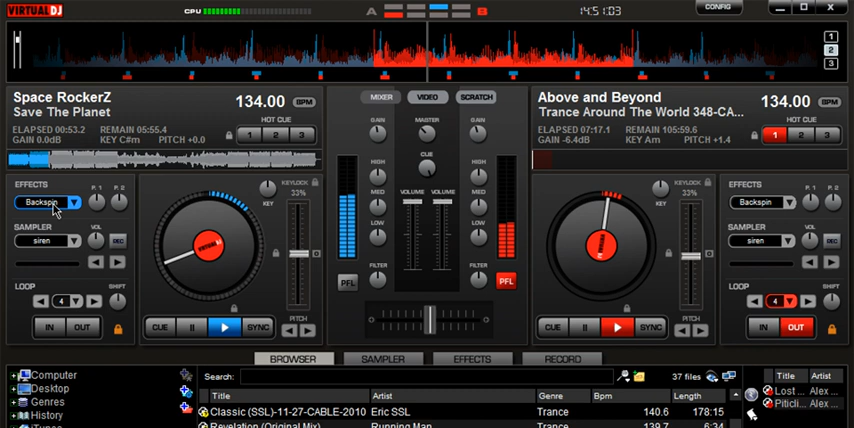 VIRTUAL DJ
CPU
A B
14:51:03
CONFIG
1
2
3
Space RockerZ
Save The Planet
134.00 BPM
HOT CUE
ELAPSED 00:53.2 REMAIN 05:55.4
GAIN 0.0dB KEY C#m PITCH +0.0
1 2 3
MIXER VIDEO SCRATCH
GAIN MASTER GAIN
HIGH CUE HIGH
MED VOLUME VOLUME MED
LOW LOW
FILTER FILTER
PFL PFL
Above and Beyond
Trance Around The World 348-CA...
134.00 BPM
HOT CUE
ELAPSED 07:17.1 REMAIN 105:59.6
GAIN -6.4dB KEY Am PITCH +1.4
1 2 3
EFFECTS P. 1 P. 2
Backspin
SAMPLER VOL
siren REC
LOOP SHIFT
4
IN OUT
KEY
KEYLOCK
33%
CUE II SYNC
PITCH
KEY
KEYLOCK
33%
CUE II SYNC
PITCH
EFFECTS P. 1 P. 2
Backspin
SAMPLER VOL
siren REC
LOOP SHIFT
4
IN OUT
BROWSER SAMPLER EFFECTS RECORD
Computer
Desktop
Genres
History
Search: 37 files
Title Artist Genre Bpm Length
Classic (SSL)-11-27-CABLE-2010 Eric SSL Trance 140.6 178:15
Revelation (Original Mix) Running Man Trance 139.7
Title Artist
Lost ... Alex ...
Piticli... Alex ...